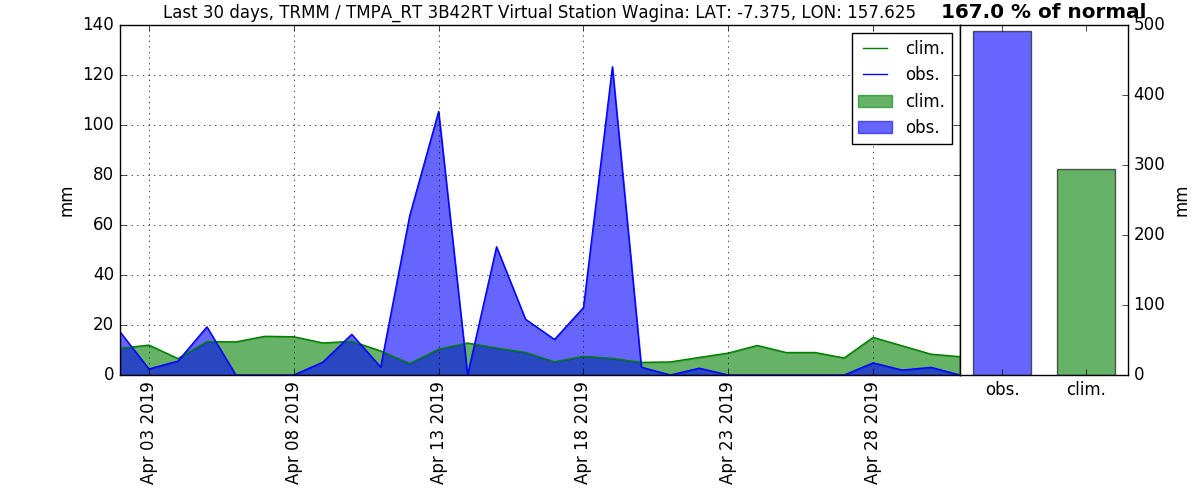 Last 30 days, TRMM / TMPA_RT 3B42RT Virtual Station Wagina: LAT: -7.375, LON: 157.625
167.0 % of normal
140
120
100
80
60
40
20
0
mm
clim.
obs.
clim.
obs.
Apr 03 2019
Apr 08 2019
Apr 13 2019
Apr 18 2019
Apr 23 2019
Apr 28 2019
500
400
300
200
100
0
mm
obs.
clim.